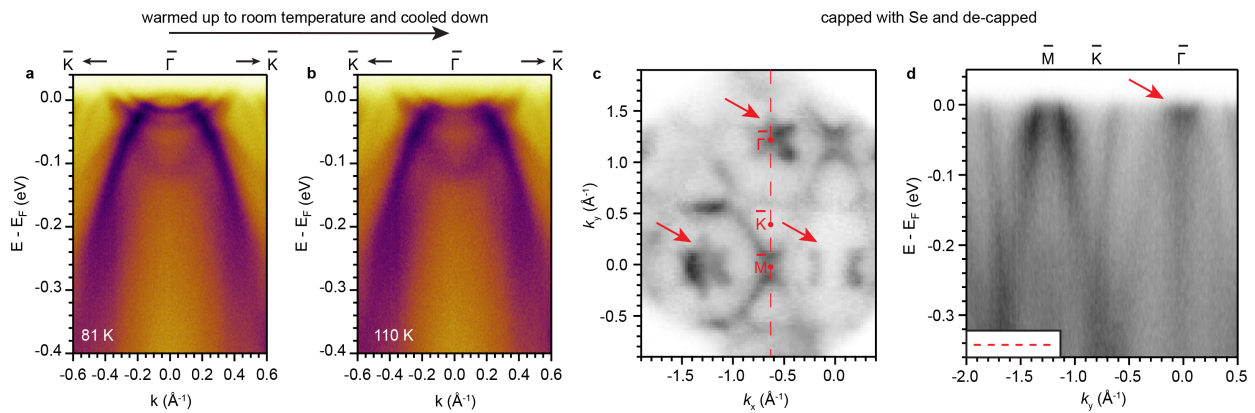 warmed up to room temperature and cooled down
capped with Se and de-capped
a
K̅ Γ̅ K̅
0.0
-0.1
-0.2
-0.3
-0.4
E - E_F (eV)
81 K
-0.6 -0.4 -0.2 0.0 0.2 0.4 0.6
k (Å⁻¹)
b
K̅ Γ̅ K̅
0.0
-0.1
-0.2
-0.3
-0.4
E - E_F (eV)
110 K
-0.6 -0.4 -0.2 0.0 0.2 0.4 0.6
k (Å⁻¹)
c
1.5
1.0
0.5
0.0
-0.5
k_y (Å⁻¹)
Γ̅
K̅
M̅
-1.5 -1.0 -0.5 0.0
k_x (Å⁻¹)
d
M̅ K̅ Γ̅
0.0
-0.1
-0.2
-0.3
E - E_F (eV)
-2.0 -1.5 -1.0 -0.5 0.0
k_y (Å⁻¹)